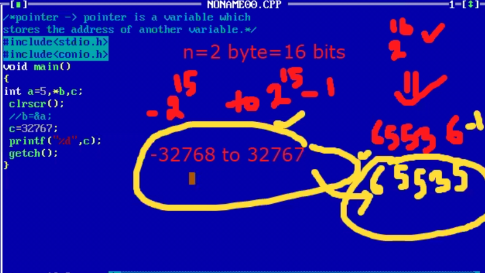 NONAME00.CPP
1=[↕]
/*pointer -> pointer is a variable which
stores the address of another variable.*/
#include<stdio.h>
#include<conio.h>
void main()
{
int a=5,*b,c;
clrscr();
//b=&a;
c=32767;
printf("%d",c);
getch();
}
n=2 byte=16 bits
2^16
-2^15 to 2^15-1
65536-1
-32768 to 32767
65535